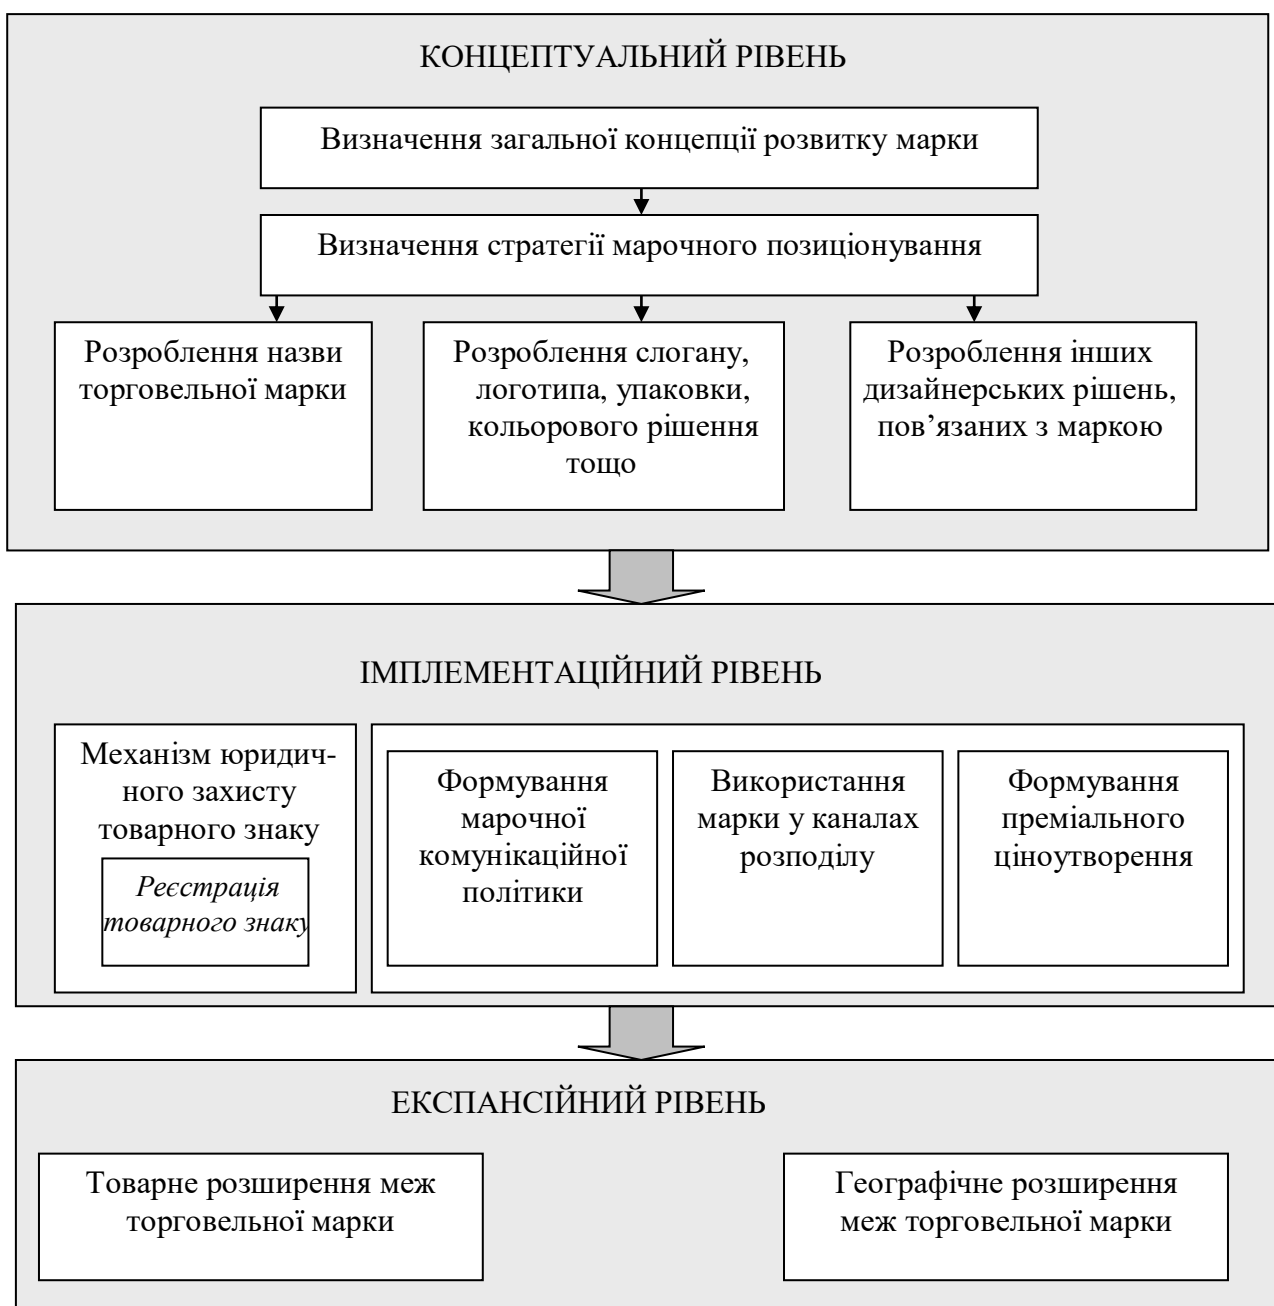 КОНЦЕПТУАЛЬНИЙ РІВЕНЬ
Визначення загальної концепції розвитку марки
Визначення стратегії марочного позиціонування
Розроблення назви
торговельної марки
Розроблення слогану,
логотипа, упаковки,
кольорового рішення
тощо
Розроблення інших
дизайнерських рішень,
пов’язаних з маркою
ІМПЛЕМЕНТАЦІЙНИЙ РІВЕНЬ
Механізм юридич-
ного захисту
товарного знаку
Реєстрація
товарного знаку
Формування
марочної
комунікаційної
політики
Використання
марки у каналах
розподілу
Формування
преміального
ціноутворення
ЕКСПАНСІЙНИЙ РІВЕНЬ
Товарне розширення меж
торговельної марки
Географічне розширення
меж торговельної марки